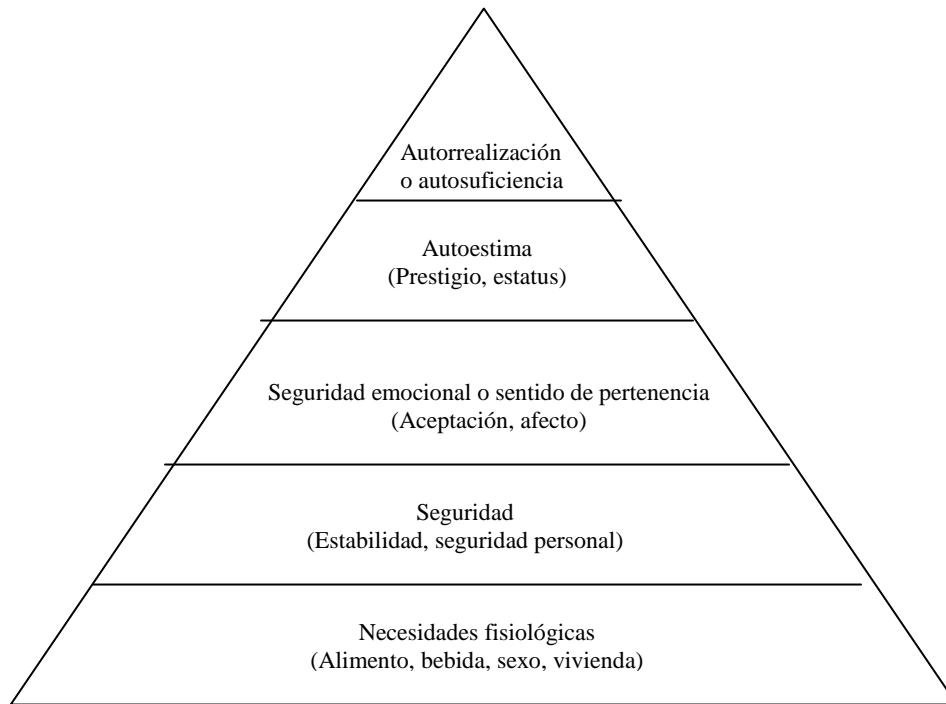 Autorrealización
o autosuficiencia
Autoestima
(Prestigio, estatus)
Seguridad emocional o sentido de pertenencia
(Aceptación, afecto)
Seguridad
(Estabilidad, seguridad personal)
Necesidades fisiológicas
(Alimento, bebida, sexo, vivienda)